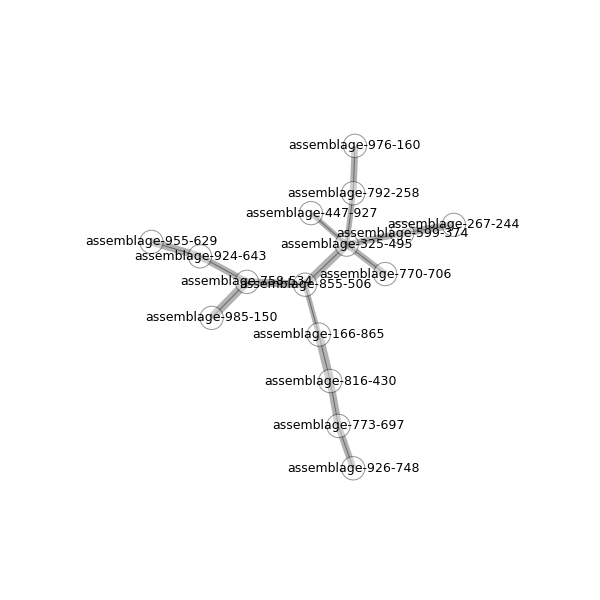 assemblage-976-160
assemblage-792-258
assemblage-447-927
assemblage-267-244
assemblage-599-374
assemblage-325-495
assemblage-955-629
assemblage-924-643
assemblage-770-706
assemblage-758-534
assemblage-855-506
assemblage-985-150
assemblage-166-865
assemblage-816-430
assemblage-773-697
assemblage-926-748